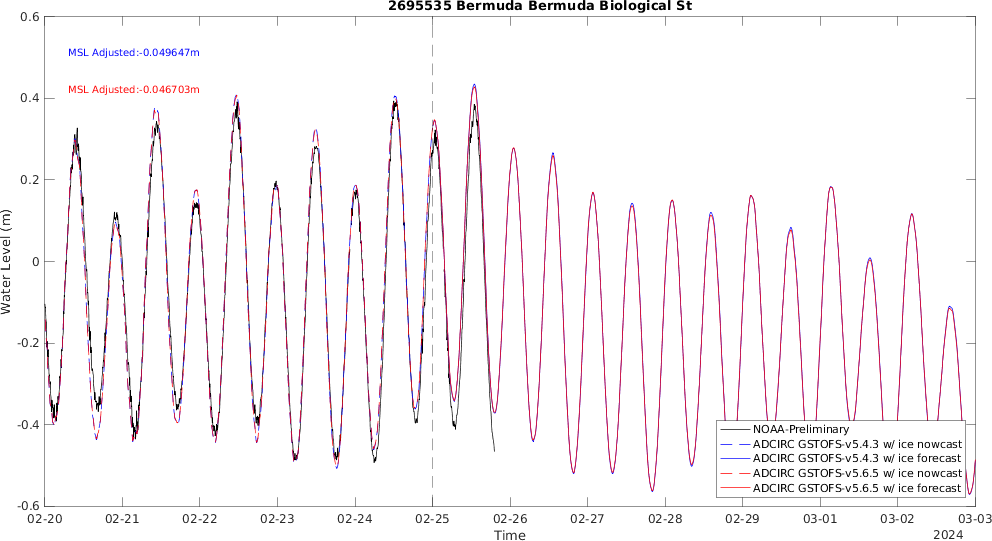 2695535 Bermuda Bermuda Biological St
0.6
MSL Adjusted:-0.049647m
0.4
MSL Adjusted:-0.046703m
0.2
0
-0.2
-0.4
-0.6
Water Level (m)
NOAA-Preliminary
ADCIRC GSTOFS-v5.4.3 w/ ice nowcast
ADCIRC GSTOFS-v5.4.3 w/ ice forecast
ADCIRC GSTOFS-v5.6.5 w/ ice nowcast
ADCIRC GSTOFS-v5.6.5 w/ ice forecast
02-20 02-21 02-22 02-23 02-24 02-25 02-26 02-27 02-28 02-29 03-01 03-02 03-03
Time
2024